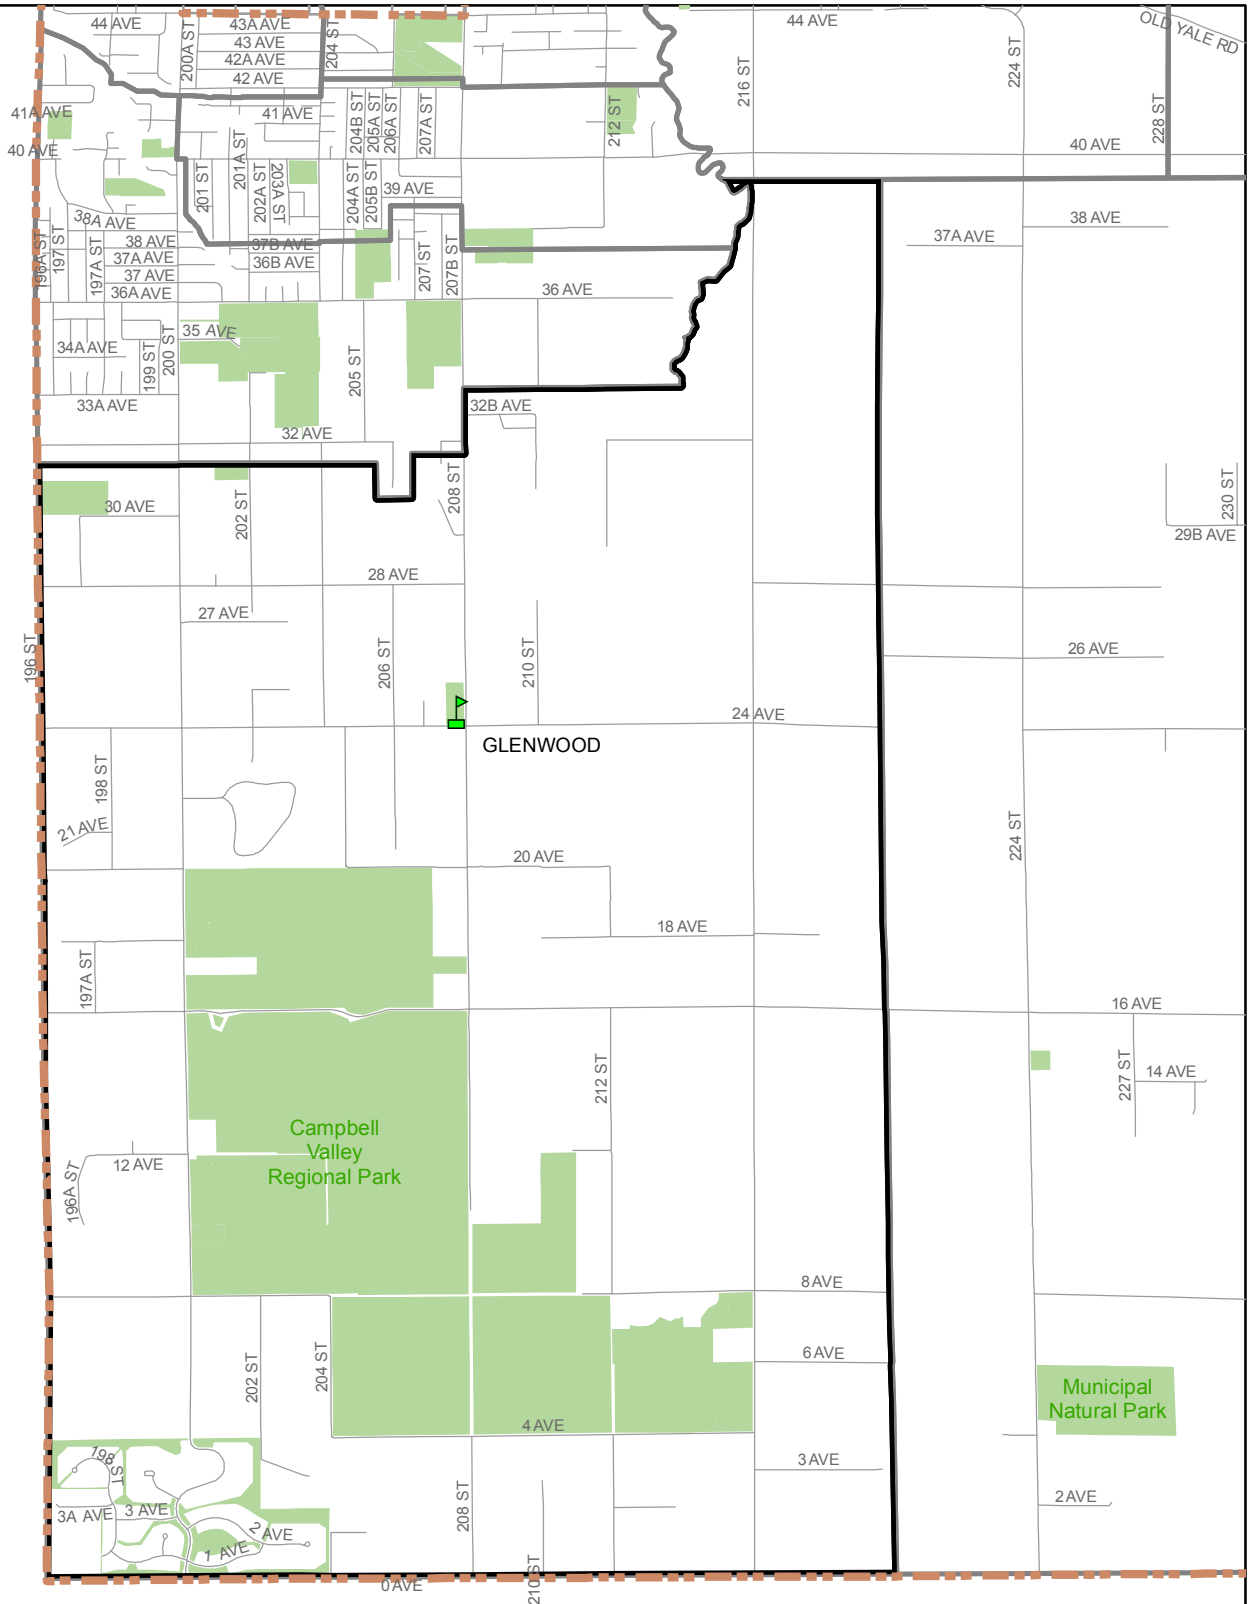 44 AVE
43A AVE
43 AVE
42A AVE
42 AVE
200A ST
204 ST
44 AVE
OLD YALE RD
216 ST
224 ST
228 ST
41A AVE
40 AVE
41 AVE
204B ST
205A ST
206A ST
207A ST
212 ST
40 AVE
201 ST
201A ST
202A ST
203A ST
204A ST
205B ST
39 AVE
38A AVE
38 AVE
37A AVE
37 AVE
36A AVE
196A ST
197 ST
197A ST
37B AVE
36B AVE
207 ST
207B ST
38 AVE
37A AVE
36 AVE
35 AVE
34A AVE
199 ST
200 ST
205 ST
33A AVE
32 AVE
32B AVE
30 AVE
202 ST
208 ST
230 ST
29B AVE
28 AVE
27 AVE
196 ST
206 ST
210 ST
26 AVE
24 AVE
GLENWOOD
198 ST
21 AVE
20 AVE
224 ST
18 AVE
197A ST
16 AVE
212 ST
227 ST
14 AVE
Campbell
Valley
Regional Park
12 AVE
196A ST
8 AVE
6 AVE
202 ST
204 ST
Municipal
Natural Park
4 AVE
3 AVE
198 ST
3A AVE
3 AVE
2 AVE
1 AVE
208 ST
210 ST
2 AVE
0 AVE